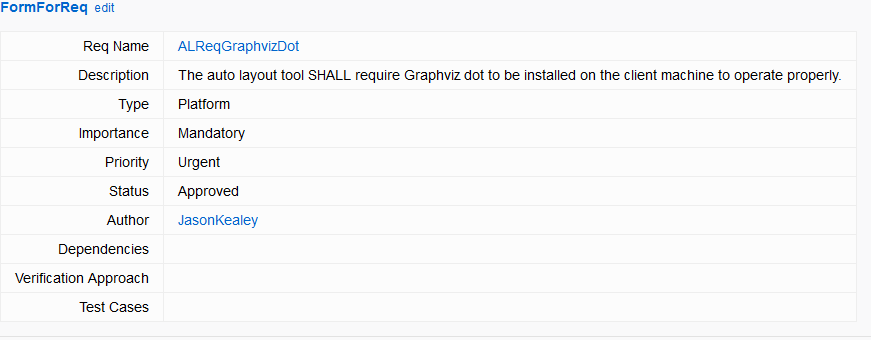 FormForReq edit
Req Name ALReqGraphvizDot
Description The auto layout tool SHALL require Graphviz dot to be installed on the client machine to operate properly.
Type Platform
Importance Mandatory
Priority Urgent
Status Approved
Author JasonKealey
Dependencies
Verification Approach
Test Cases